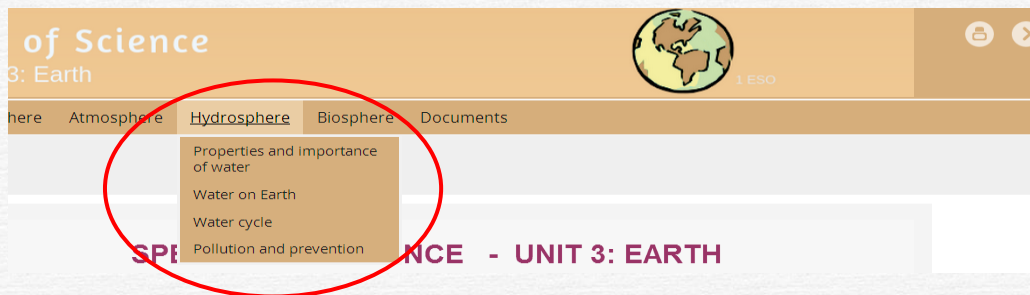 of Science
3: Earth
1 ESO
here Atmosphere Hydrosphere Biosphere Documents
Properties and importance
of water
Water on Earth
Water cycle
Pollution and prevention
SPE NCE - UNIT 3: EARTH